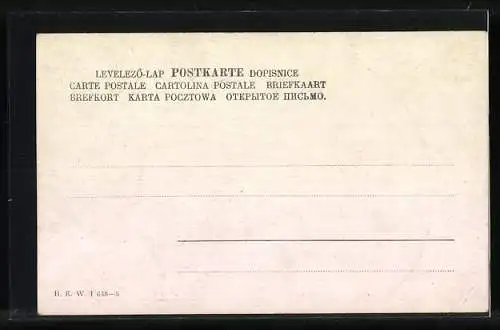 LEVELEZŐ-LAP POSTKARTE DOPISNICE
CARTE POSTALE CARTOLINA POSTALE BRIEFKAART
BREFKORT KARTA POCZTOWA ОТКРЫТОЕ ПИСЬМО.
B. K. W. I